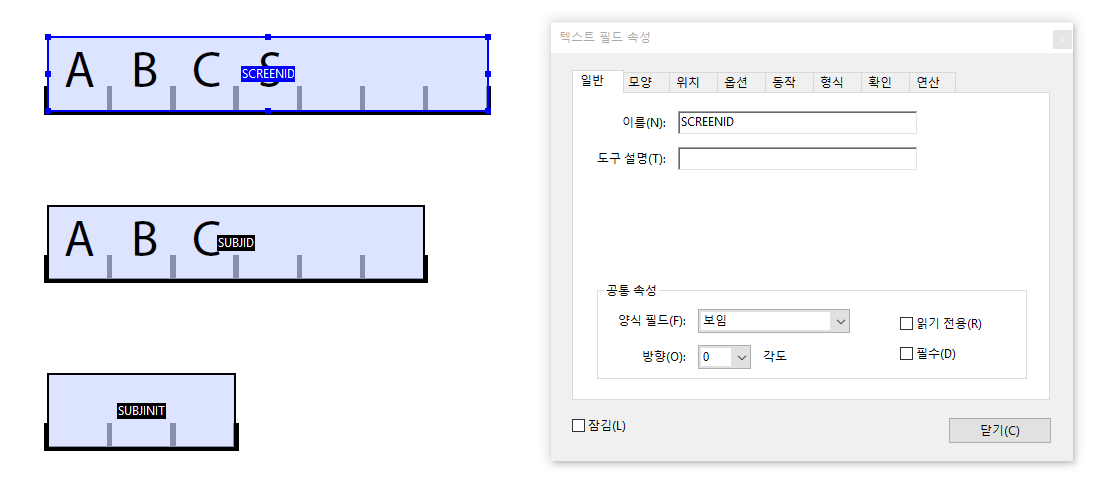 A B C S
SCREENID
A B C
SUBJID
SUBJINIT
텍스트 필드 속성
x
일반 모양 위치 옵션 동작 형식 확인 연산
이름(N): SCREENID
도구 설명(T):
공통 속성
양식 필드(F): 보임
읽기 전용(R)
방향(O): 0 각도
필수(D)
잠김(L)
닫기(C)